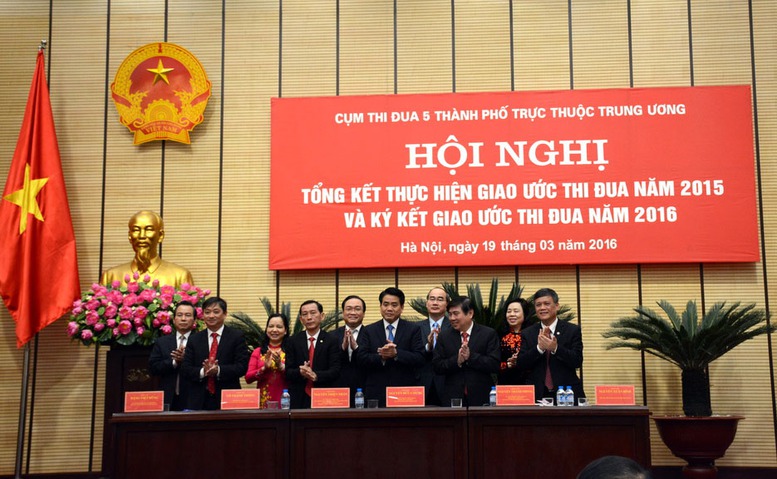 VIỆT NAM
CỤM THI ĐUA 5 THÀNH PHỐ TRỰC THUỘC TRUNG ƯƠNG
HỘI NGHỊ
TỔNG KẾT THỰC HIỆN GIAO ƯỚC THI ĐUA NĂM 2015
VÀ KÝ KẾT GIAO ƯỚC THI ĐUA NĂM 2016
Hà Nội, ngày 19 tháng 03 năm 2016